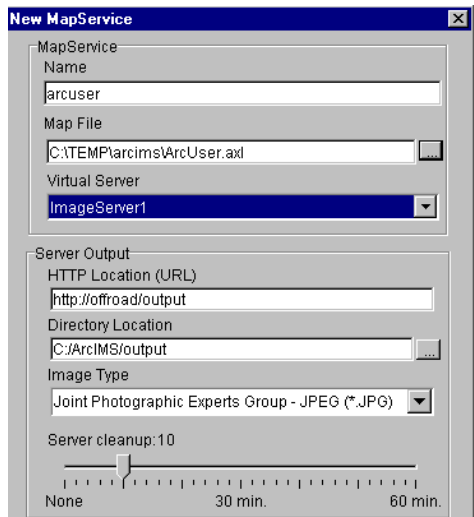 New MapService
MapService
Name
arcuser
Map File
C:\TEMP\arcims\ArcUser.axl
...
Virtual Server
ImageServer1
Server Output
HTTP Location (URL)
http://offroad/output
Directory Location
C:/ArcIMS/output
...
Image Type
Joint Photographic Experts Group - JPEG (*.JPG)
Server cleanup:10
None 30 min. 60 min.